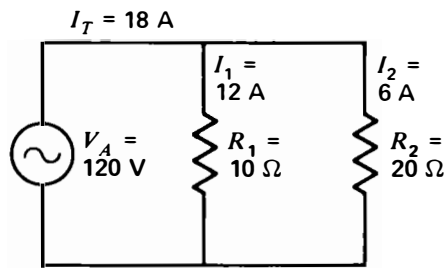 I_T = 18 A
I_1 =
12 A
I_2 =
6 A
V_A =
120 V
R_1 =
10 Ω
R_2 =
20 Ω